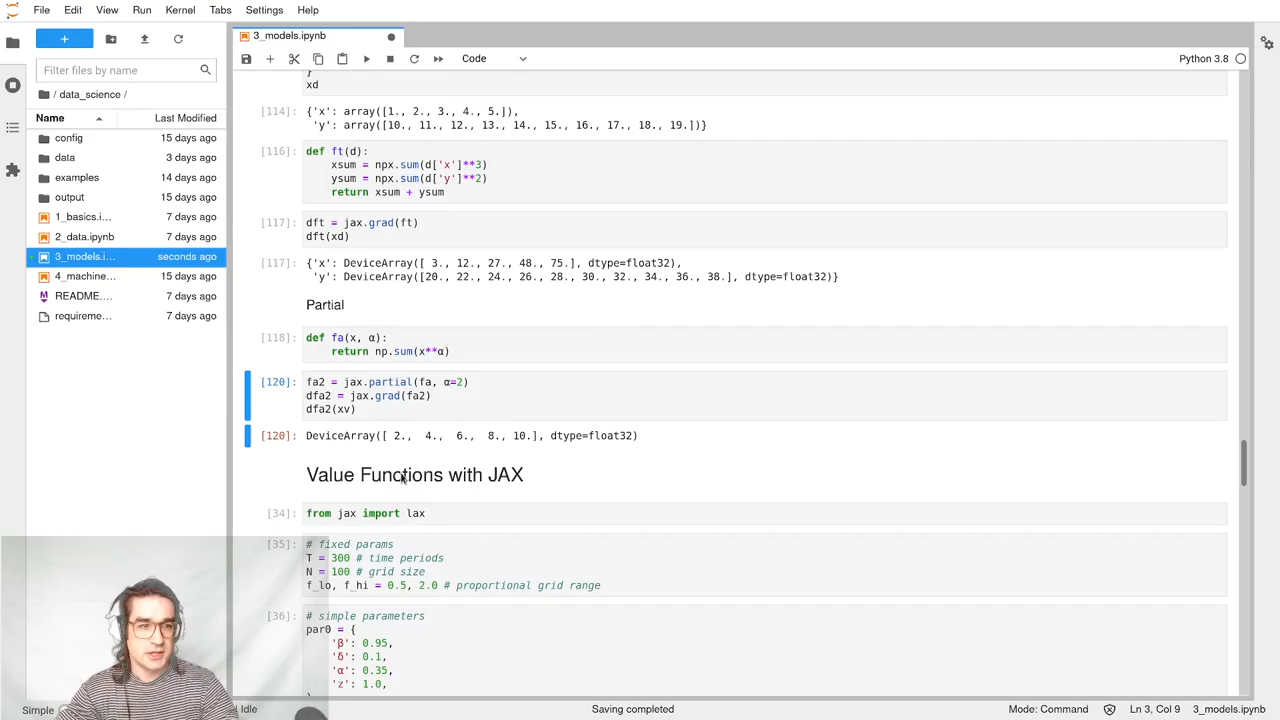 File Edit View Run Kernel Tabs Settings Help
3_models.ipynb
Filter files by name
/ data_science /
Name Last Modified
config 15 days ago
data 3 days ago
examples 14 days ago
output 15 days ago
1_basics.i… 7 days ago
2_data.ipynb 7 days ago
3_models.i… seconds ago
4_machine… 15 days ago
README.… 7 days ago
requireme… 7 days ago
Code
Python 3.8
}
xd
[114]: {'x': array([1., 2., 3., 4., 5.]),
'y': array([10., 11., 12., 13., 14., 15., 16., 17., 18., 19.])}
[116]: def ft(d):
xsum = npx.sum(d['x']**3)
ysum = npx.sum(d['y']**2)
return xsum + ysum
[117]: dft = jax.grad(ft)
dft(xd)
[117]: {'x': DeviceArray([ 3., 12., 27., 48., 75.], dtype=float32),
'y': DeviceArray([20., 22., 24., 26., 28., 30., 32., 34., 36., 38.], dtype=float32)}
Partial
[118]: def fa(x, α):
return np.sum(x**α)
[120]: fa2 = jax.partial(fa, α=2)
dfa2 = jax.grad(fa2)
dfa2(xv)
[120]: DeviceArray([ 2., 4., 6., 8., 10.], dtype=float32)
Value Functions with JAX
[34]: from jax import lax
[35]: # fixed params
T = 300 # time periods
N = 100 # grid size
f_lo, f_hi = 0.5, 2.0 # proportional grid range
[36]: # simple parameters
par0 = {
'β': 0.95,
'δ': 0.1,
'α': 0.35,
'z': 1.0,
Simple
Idle
Saving completed
Mode: Command
Ln 3, Col 9
3_models.ipynb